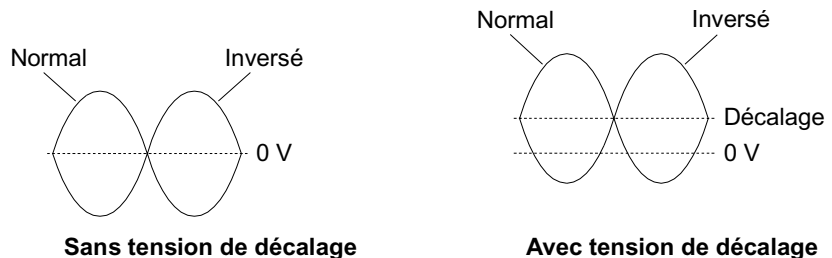 Normal
Inversé
0 V
Sans tension de décalage
Normal
Inversé
Décalage
0 V
Avec tension de décalage